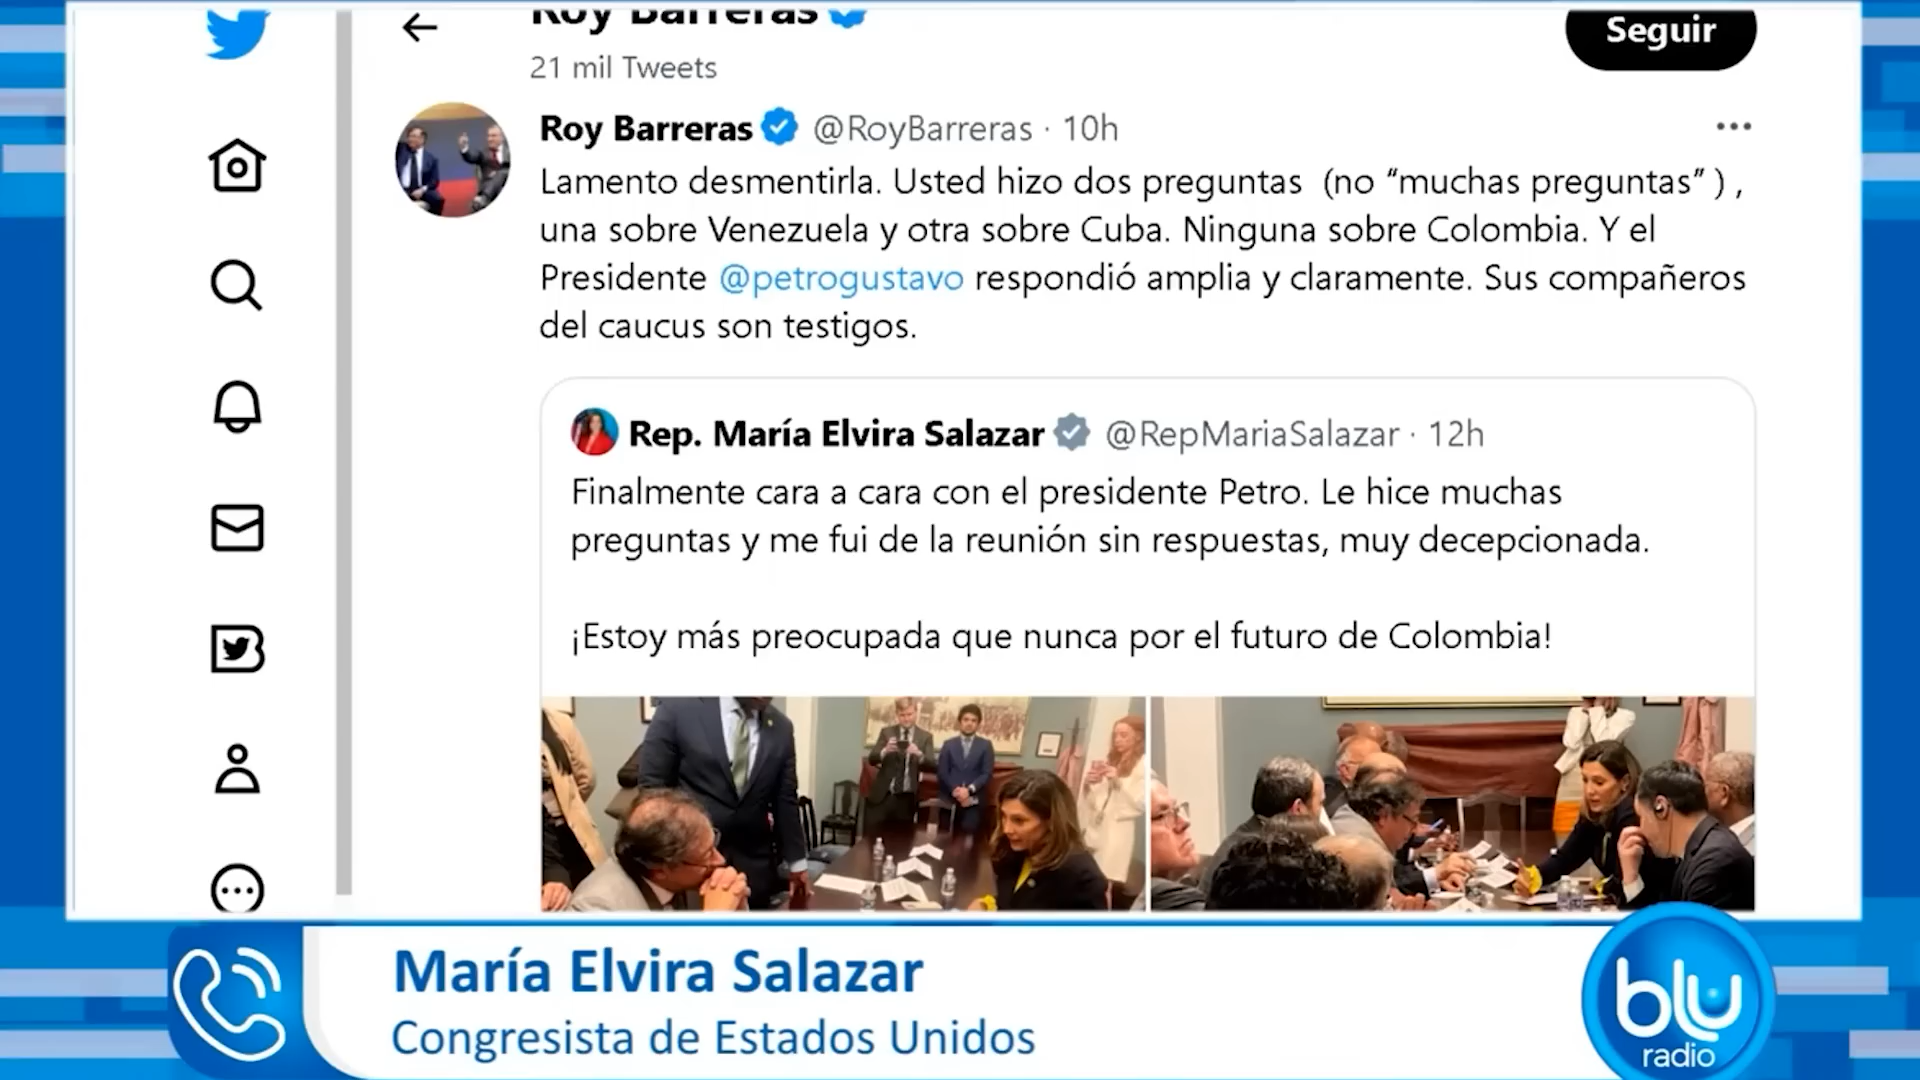 Roy Barreras
21 mil Tweets
Seguir
Roy Barreras @RoyBarreras · 10h
Lamento desmentirla. Usted hizo dos preguntas (no “muchas preguntas” ) ,
una sobre Venezuela y otra sobre Cuba. Ninguna sobre Colombia. Y el
Presidente @petrogustavo respondió amplia y claramente. Sus compañeros
del caucus son testigos.
Rep. María Elvira Salazar @RepMariaSalazar · 12h
Finalmente cara a cara con el presidente Petro. Le hice muchas
preguntas y me fui de la reunión sin respuestas, muy decepcionada.
¡Estoy más preocupada que nunca por el futuro de Colombia!
María Elvira Salazar
Congresista de Estados Unidos
blu
radio